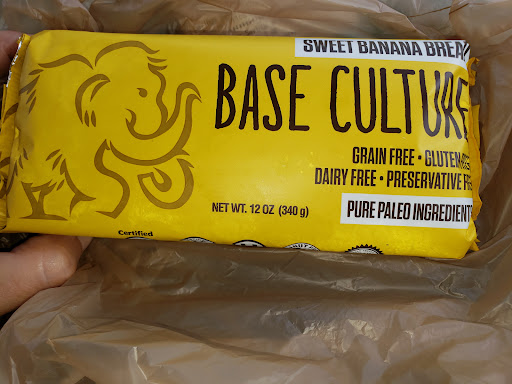 SWEET BANANA BREA
BASE CULTURE
GRAIN FREE • GLUTEN
DAIRY FREE • PRESERVATIVE F
PURE PALEO INGREDIENT
NET WT. 12 OZ (340 g)
Certified